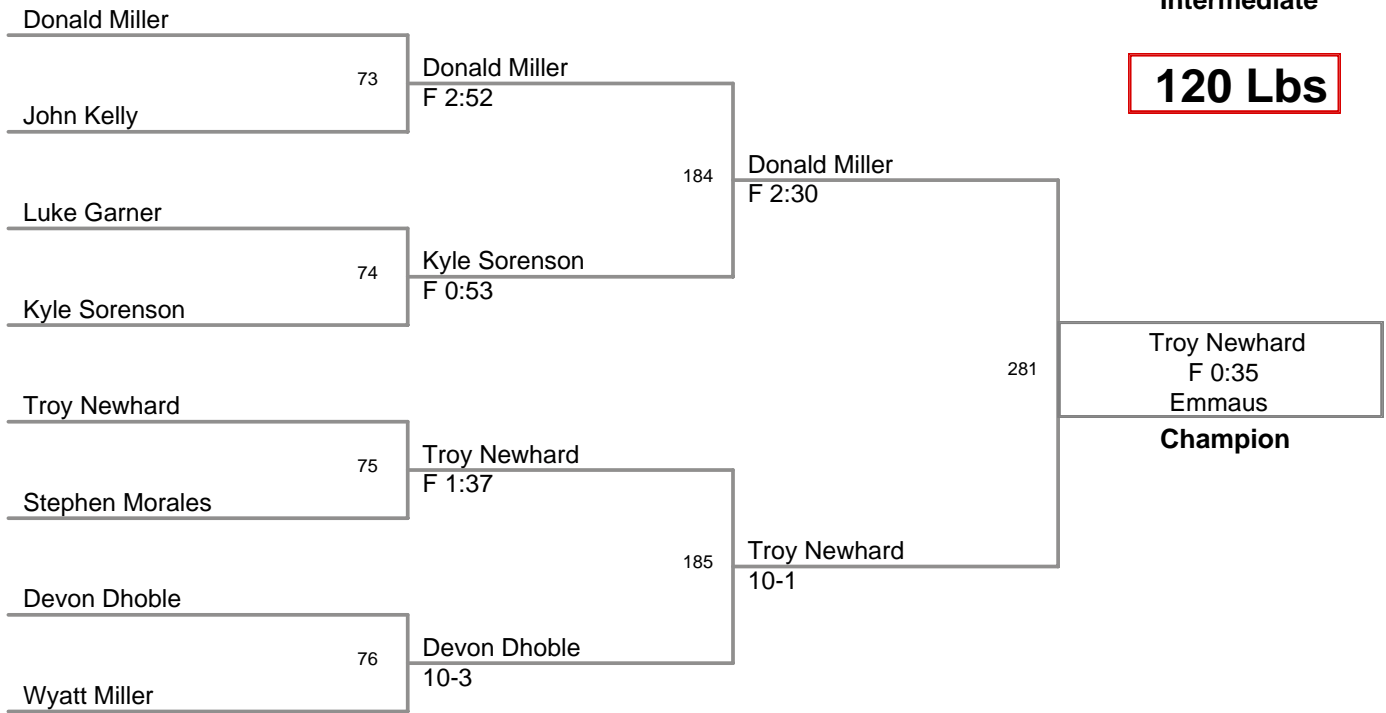 Intermediate
Donald Miller
120 Lbs
73
Donald Miller
F 2:52
John Kelly
184
Donald Miller
F 2:30
Luke Garner
74
Kyle Sorenson
F 0:53
Kyle Sorenson
281
Troy Newhard
F 0:35
Emmaus
Champion
Troy Newhard
75
Troy Newhard
F 1:37
Stephen Morales
185
Troy Newhard
10-1
Devon Dhoble
76
Devon Dhoble
10-3
Wyatt Miller